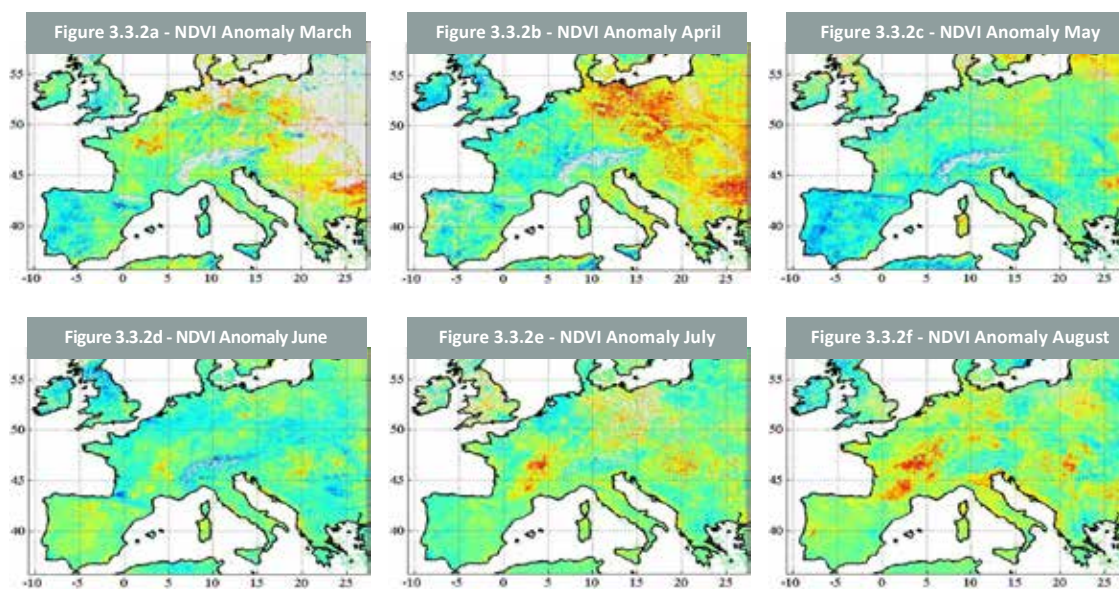 Figure 3.3.2a - NDVI Anomaly March
Figure 3.3.2b - NDVI Anomaly April
Figure 3.3.2c - NDVI Anomaly May
55
50
45
40
-10 -5 0 5 10 15 20 25
55
50
45
40
-10 -5 0 5 10 15 20 25
55
50
45
40
-10 -5 0 5 10 15 20 25
Figure 3.3.2d - NDVI Anomaly June
Figure 3.3.2e - NDVI Anomaly July
Figure 3.3.2f - NDVI Anomaly August
55
50
45
40
-10 -5 0 5 10 15 20 25
55
50
45
40
-10 -5 0 5 10 15 20 25
55
50
45
40
-10 -5 0 5 10 15 20 25